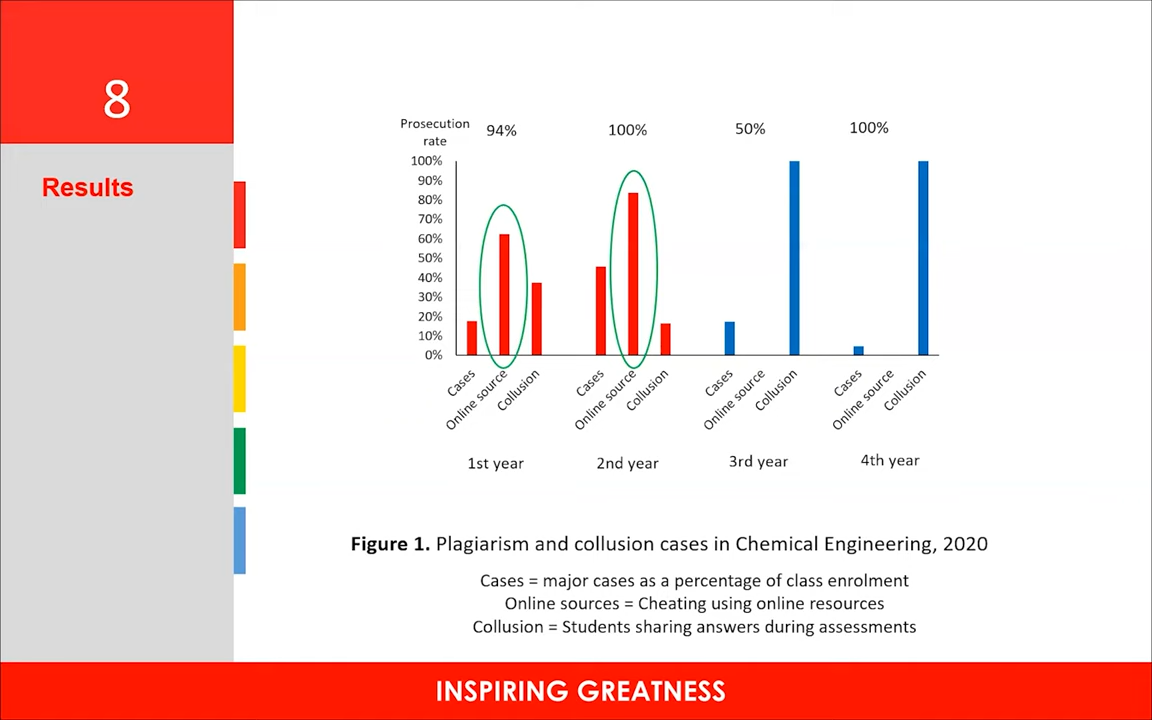 8
Results
Prosecution
rate
94%
100%
50%
100%
100%
90%
80%
70%
60%
50%
40%
30%
20%
10%
0%
Cases
Online source
Collusion
Cases
Online source
Collusion
Cases
Online source
Collusion
Cases
Online source
Collusion
1st year
2nd year
3rd year
4th year
Figure 1. Plagiarism and collusion cases in Chemical Engineering, 2020
Cases = major cases as a percentage of class enrolment
Online sources = Cheating using online resources
Collusion = Students sharing answers during assessments
INSPIRING GREATNESS